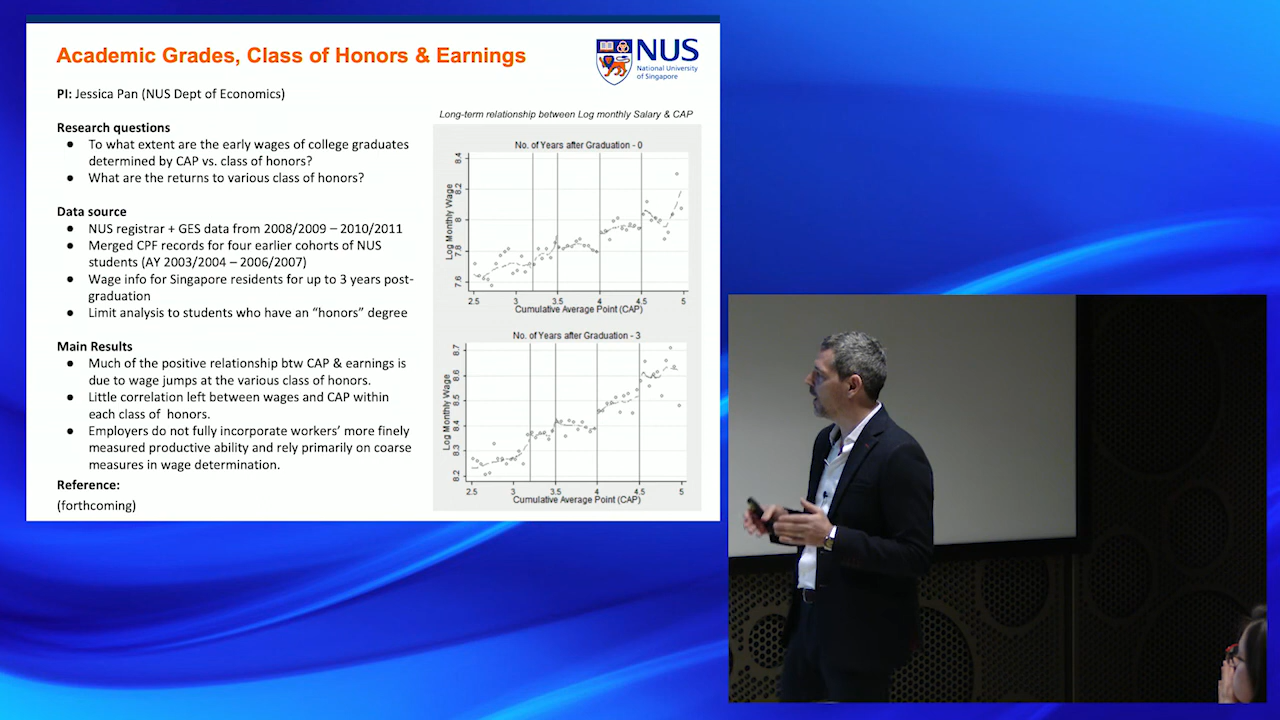 Academic Grades, Class of Honors & Earnings
NUS
National University
of Singapore
PI: Jessica Pan (NUS Dept of Economics)
Research questions
● To what extent are the early wages of college graduates
determined by CAP vs. class of honors?
● What are the returns to various class of honors?
Data source
● NUS registrar + GES data from 2008/2009 – 2010/2011
● Merged CPF records for four earlier cohorts of NUS
students (AY 2003/2004 – 2006/2007)
● Wage info for Singapore residents for up to 3 years post-
graduation
● Limit analysis to students who have an “honors” degree
Main Results
● Much of the positive relationship btw CAP & earnings is
due to wage jumps at the various class of honors.
● Little correlation left between wages and CAP within
each class of honors.
● Employers do not fully incorporate workers’ more finely
measured productive ability and rely primarily on coarse
measures in wage determination.
Reference:
(forthcoming)
Long-term relationship between Log monthly Salary & CAP
No. of Years after Graduation - 0
Log Monthly Wage
8.4
8.2
8
7.8
7.6
2.5 3 3.5 4 4.5 5
Cumulative Average Point (CAP)
No. of Years after Graduation - 3
Log Monthly Wage
8.7
8.6
8.5
8.4
8.3
8.2
2.5 3 3.5 4 4.5 5
Cumulative Average Point (CAP)